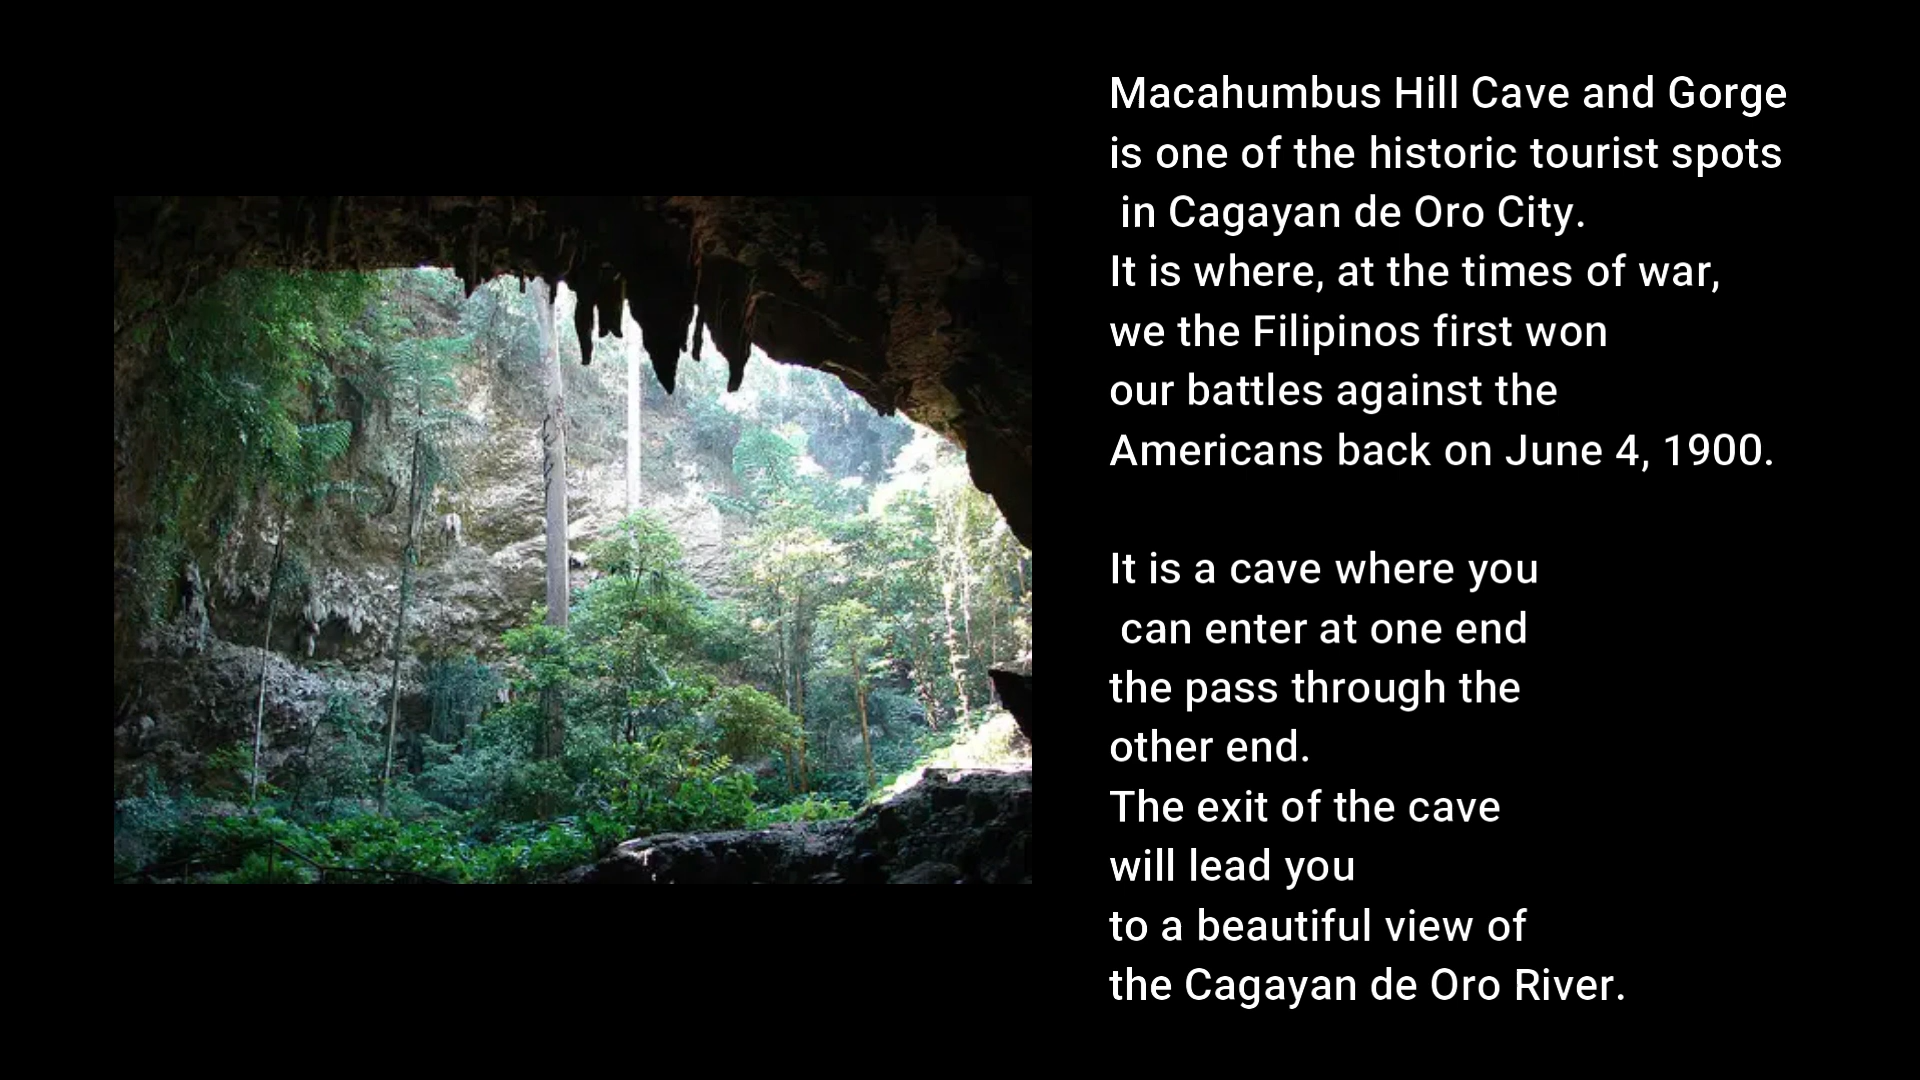 Macahumbus Hill Cave and Gorge
is one of the historic tourist spots
in Cagayan de Oro City.
It is where, at the times of war,
we the Filipinos first won
our battles against the
Americans back on June 4, 1900.
It is a cave where you
can enter at one end
the pass through the
other end.
The exit of the cave
will lead you
to a beautiful view of
the Cagayan de Oro River.